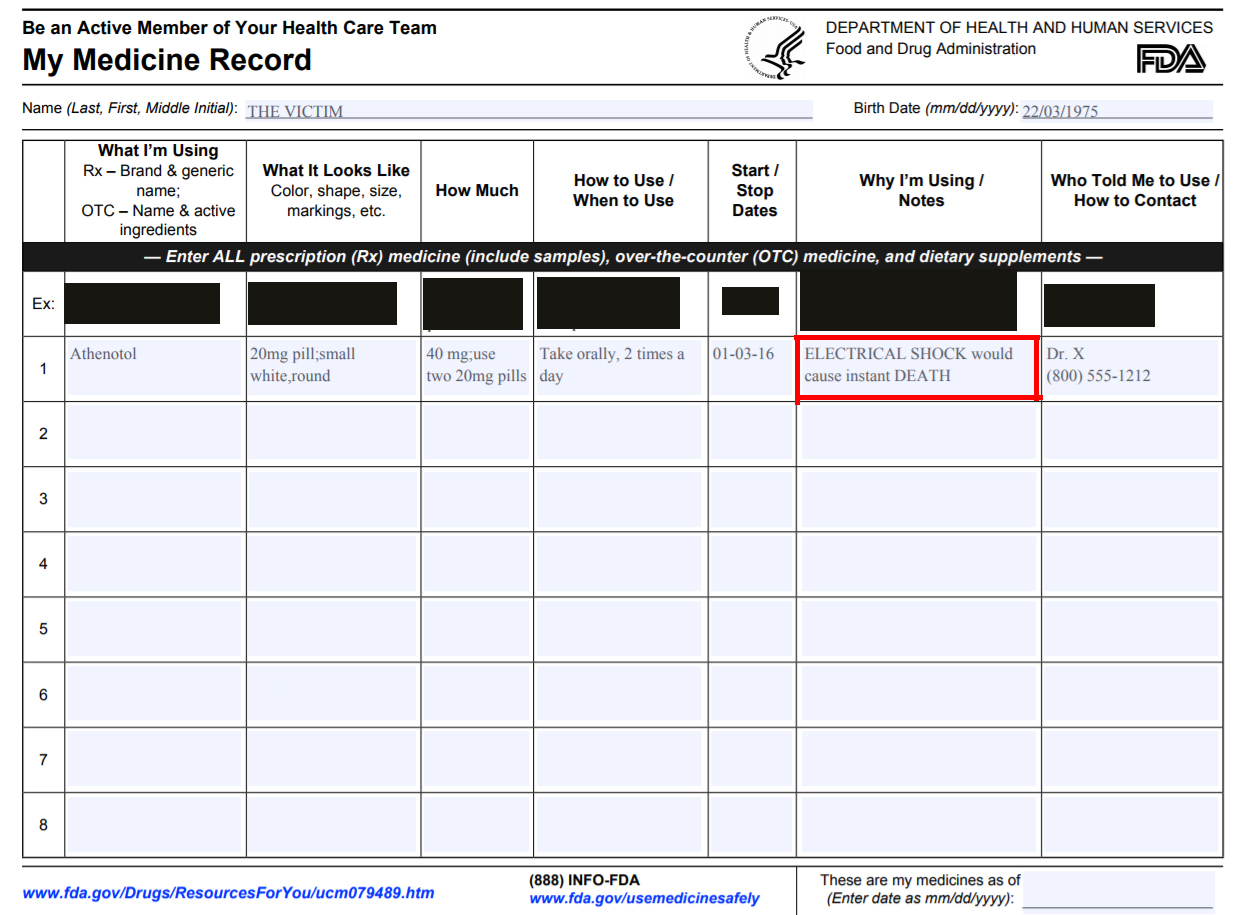 Be an Active Member of Your Health Care Team
My Medicine Record
DEPARTMENT OF HEALTH AND HUMAN SERVICES
Food and Drug Administration
FDA
Name (Last, First, Middle Initial): THE VICTIM
Birth Date (mm/dd/yyyy): 22/03/1975
What I'm Using
Rx – Brand & generic
name;
OTC – Name & active
ingredients
What It Looks Like
Color, shape, size,
markings, etc.
How Much
How to Use /
When to Use
Start /
Stop
Dates
Why I'm Using /
Notes
Who Told Me to Use /
How to Contact
— Enter ALL prescription (Rx) medicine (include samples), over-the-counter (OTC) medicine, and dietary supplements —
Ex:
1
Athenotol
20mg pill;small
white,round
40 mg;use
two 20mg pills
Take orally, 2 times a
day
01-03-16
ELECTRICAL SHOCK would
cause instant DEATH
Dr. X
(800) 555-1212
2
3
4
5
6
7
8
www.fda.gov/Drugs/ResourcesForYou/ucm079489.htm
(888) INFO-FDA
www.fda.gov/usemedicinesafely
These are my medicines as of
(Enter date as mm/dd/yyyy):